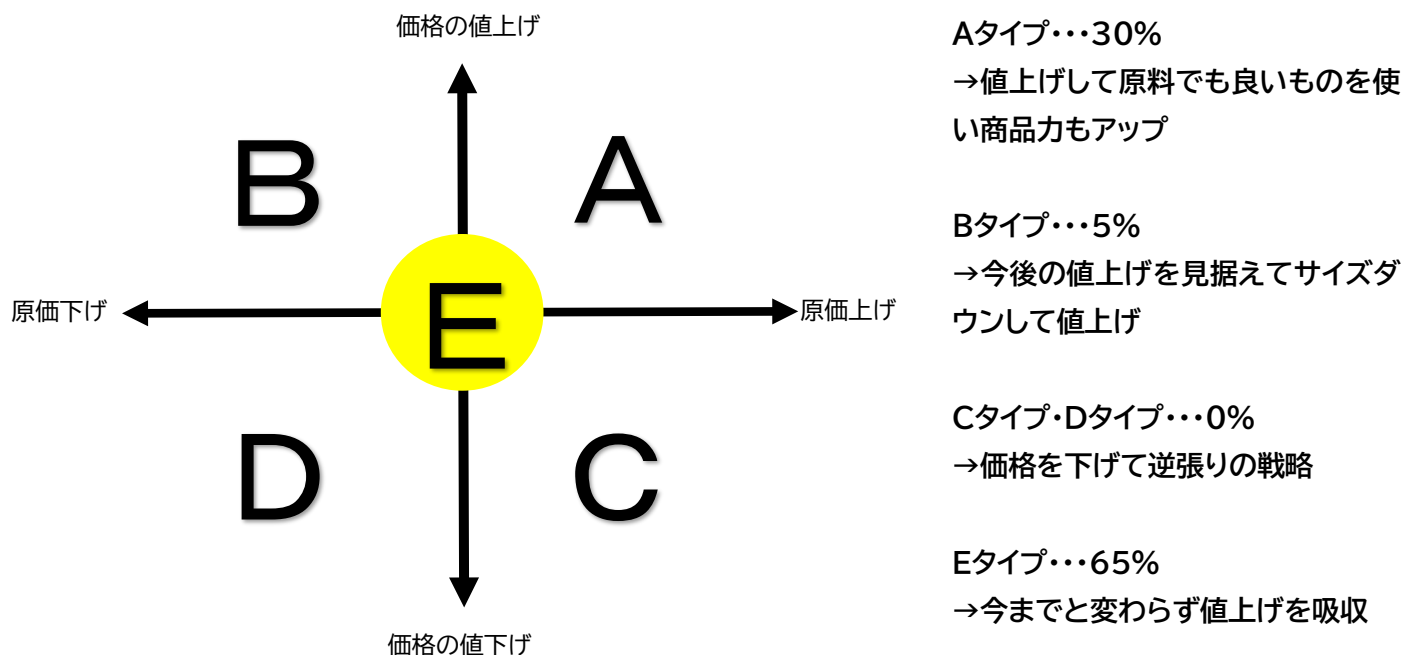 価格の値上げ
B
A
原価下げ
E
原価上げ
D
C
価格の値下げ
Aタイプ・・・30%
→値上げして原料でも良いものを使
い商品力もアップ
Bタイプ・・・5%
→今後の値上げを見据えてサイズダ
ウンして値上げ
Cタイプ・Dタイプ・・・0%
→価格を下げて逆張りの戦略
Eタイプ・・・65%
→今までと変わらず値上げを吸収